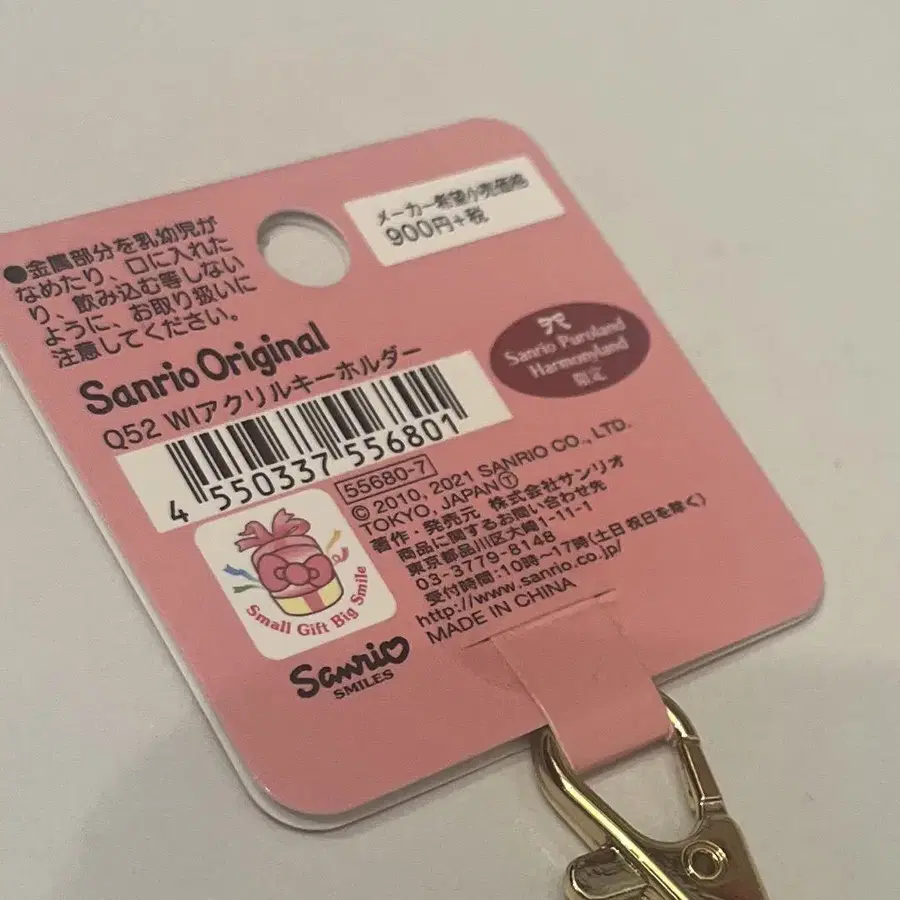 ●金属部分を乳幼児が
なめたり、口に入れた
り、飲み込む等しない
ように、お取り扱いに
注意してください。
メーカー希望小売価格
900円+税
Sanrio Original
Q52 WIアクリルキーホルダー
Sanrio Puroland
Harmonyland
限定
4 550337 556801
55680-7
© 2010, 2021 SANRIO CO., LTD.
TOKYO, JAPAN Ⓣ
著作・発売元 株式会社サンリオ
商品に関するお問い合わせ先
東京都品川区大崎1-11-1
03-3779-8148
受付時間:10時〜17時(土日祝日を除く)
http://www.sanrio.co.jp/
MADE IN CHINA
Small Gift Big Smile
Sanrio
SMILES